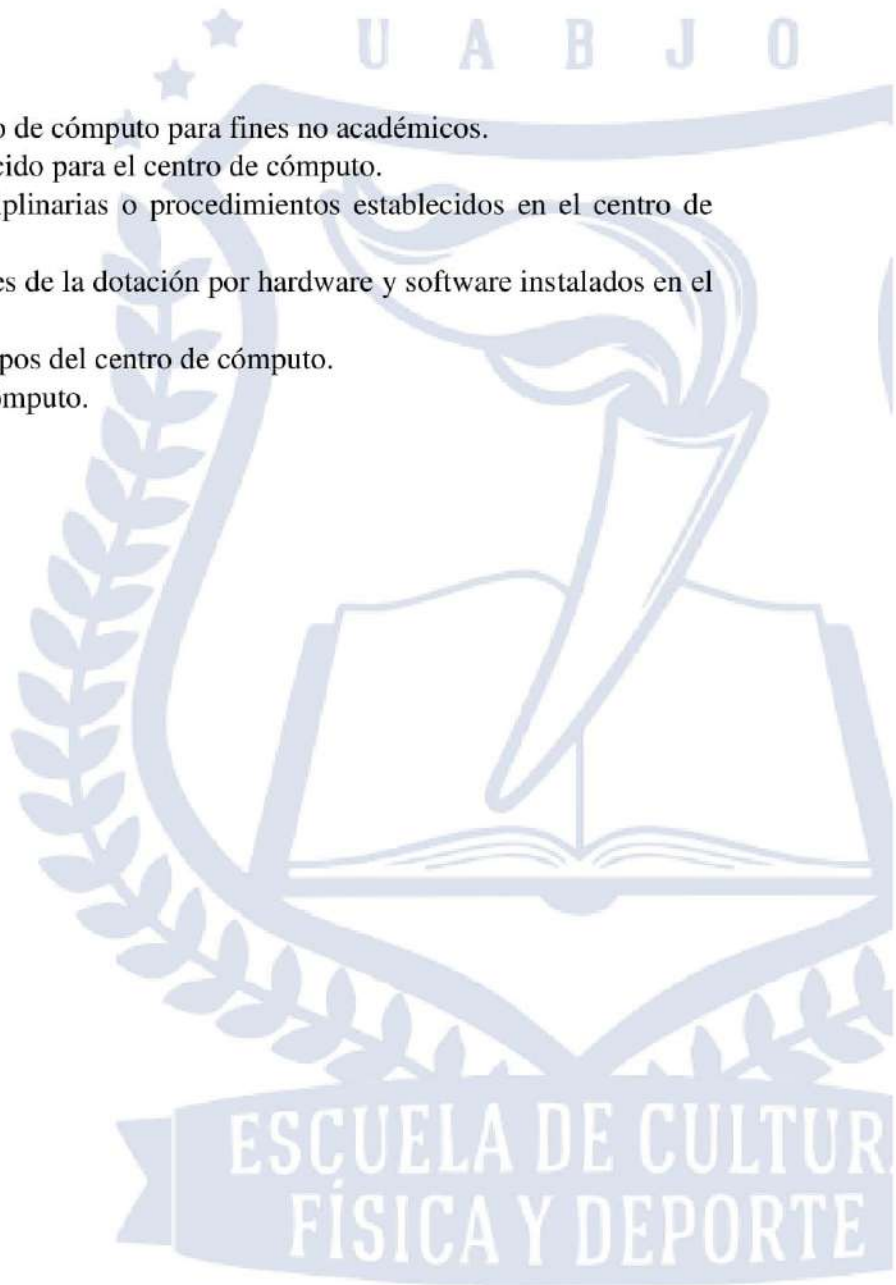 U A B J O
o de cómputo para fines no académicos.
cido para el centro de cómputo.
plinarias o procedimientos establecidos en el centro de
es de la dotación por hardware y software instalados en el
pos del centro de cómputo.
ómputo.
ESCUELA DE CULTUR
FÍSICA Y DEPORTE